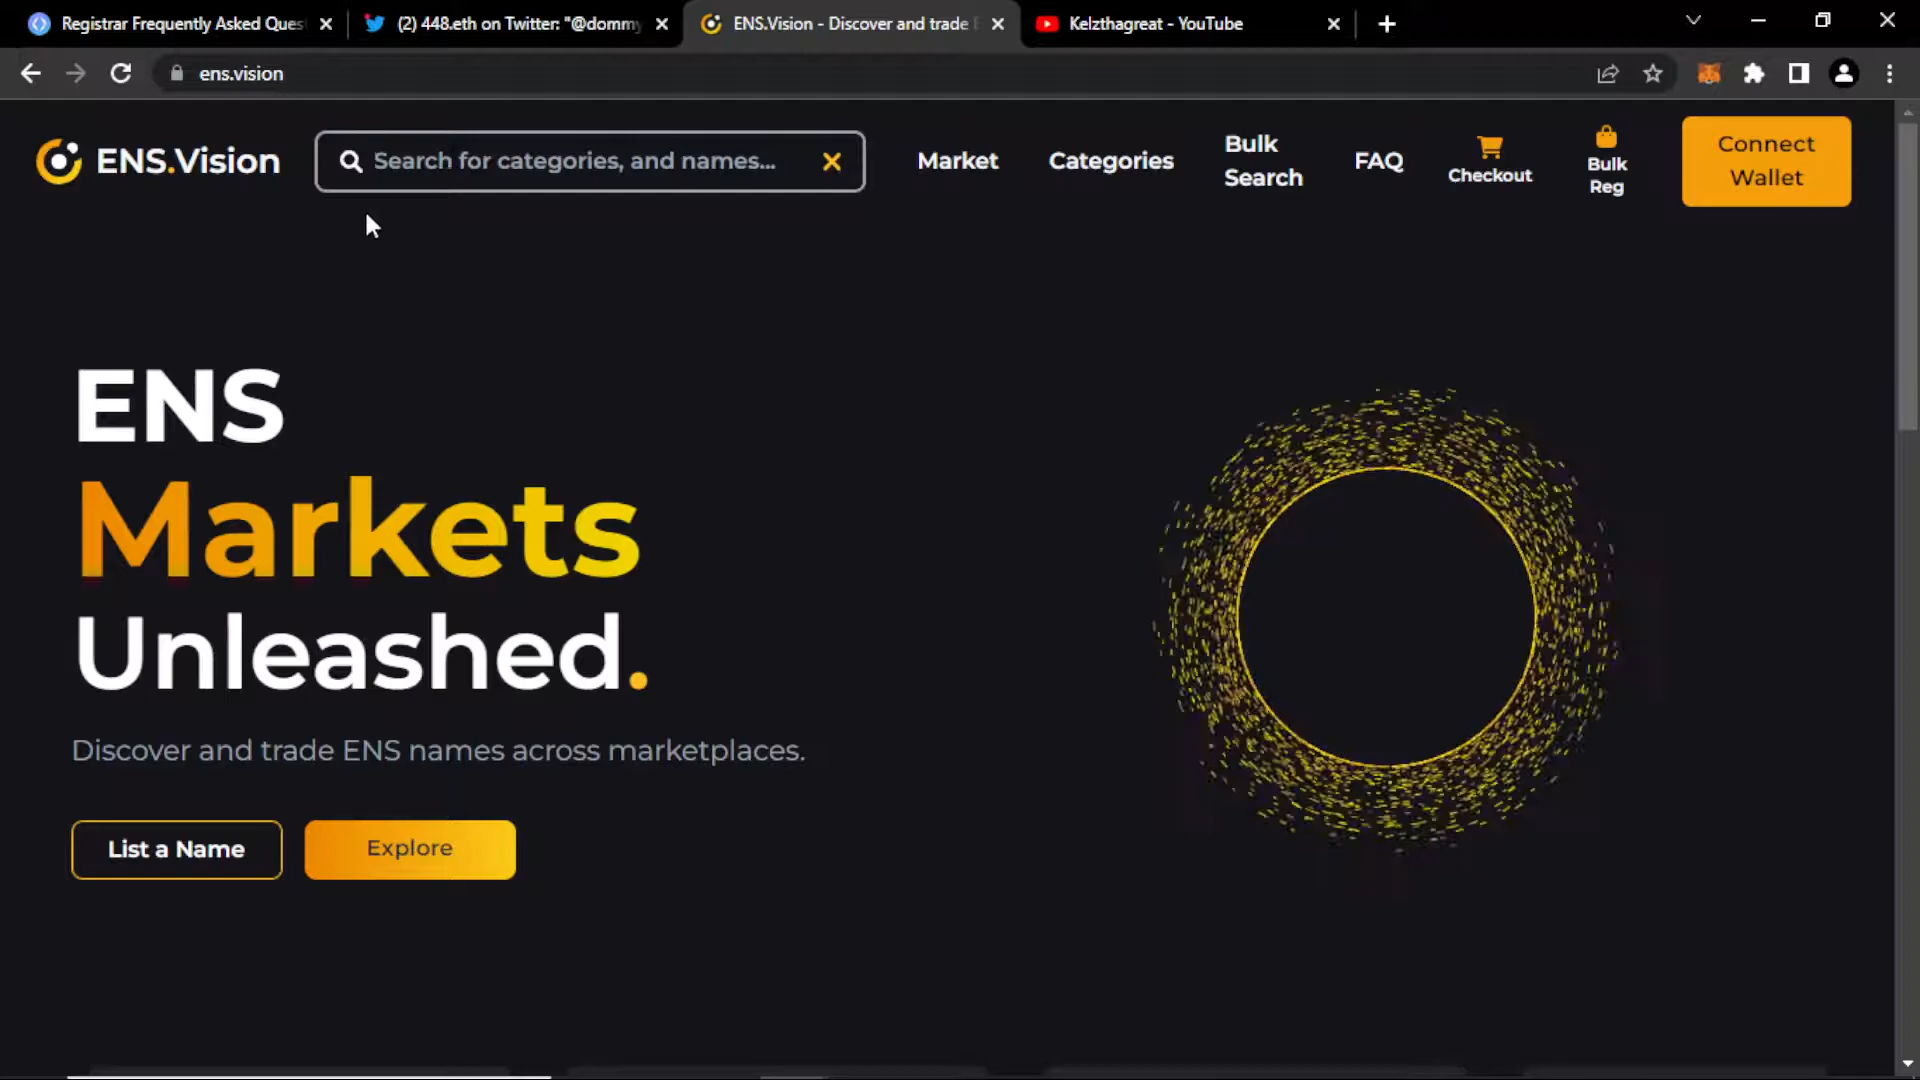 Registrar Frequently Asked Ques
(2) 448.eth on Twitter: "@dommy
ENS.Vision - Discover and trade
Kelzthagreat - YouTube
ens.vision
ENS.Vision
Search for categories, and names...
Market
Categories
Bulk
Search
FAQ
Checkout
Bulk
Reg
Connect
Wallet
ENS
Markets
Unleashed.
Discover and trade ENS names across marketplaces.
List a Name
Explore